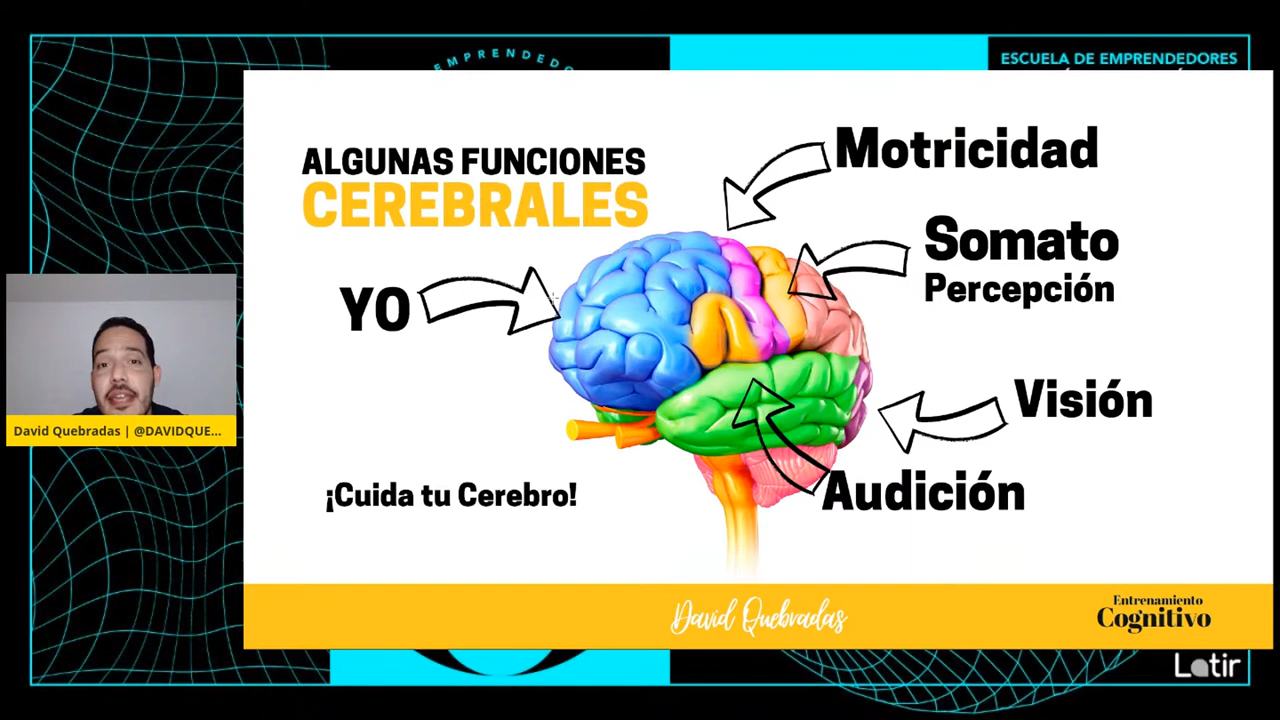 EMPRENDEDO
ESCUELA DE EMPRENDEDORES
ALGUNAS FUNCIONES
CEREBRALES
Motricidad
Somato
Percepción
YO
Visión
Audición
¡Cuida tu Cerebro!
David Quebradas | @DAVIDQUE...
David Quebradas
Entrenamiento
Cognitivo
Latir